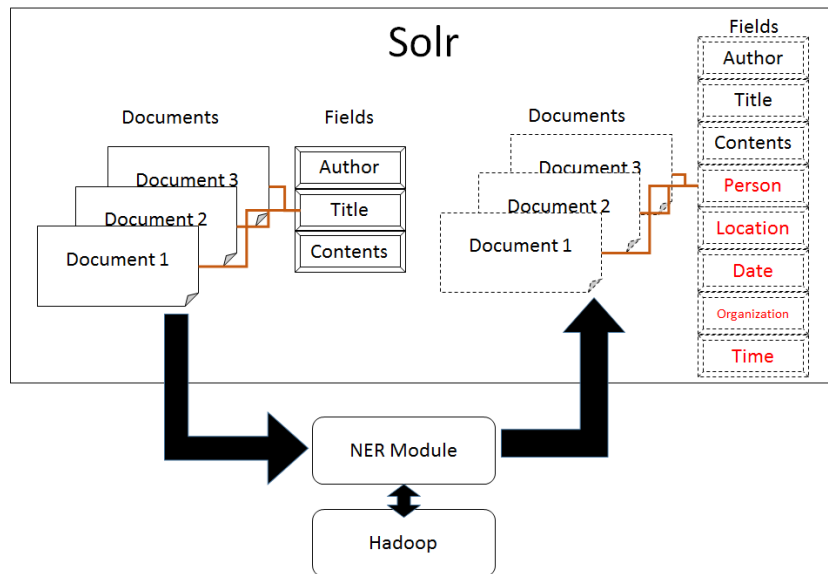 Solr
Documents
Document 3
Document 2
Document 1
Fields
Author
Title
Contents
Documents
Document 3
Document 2
Document 1
Fields
Author
Title
Contents
Person
Location
Date
Organization
Time
NER Module
Hadoop